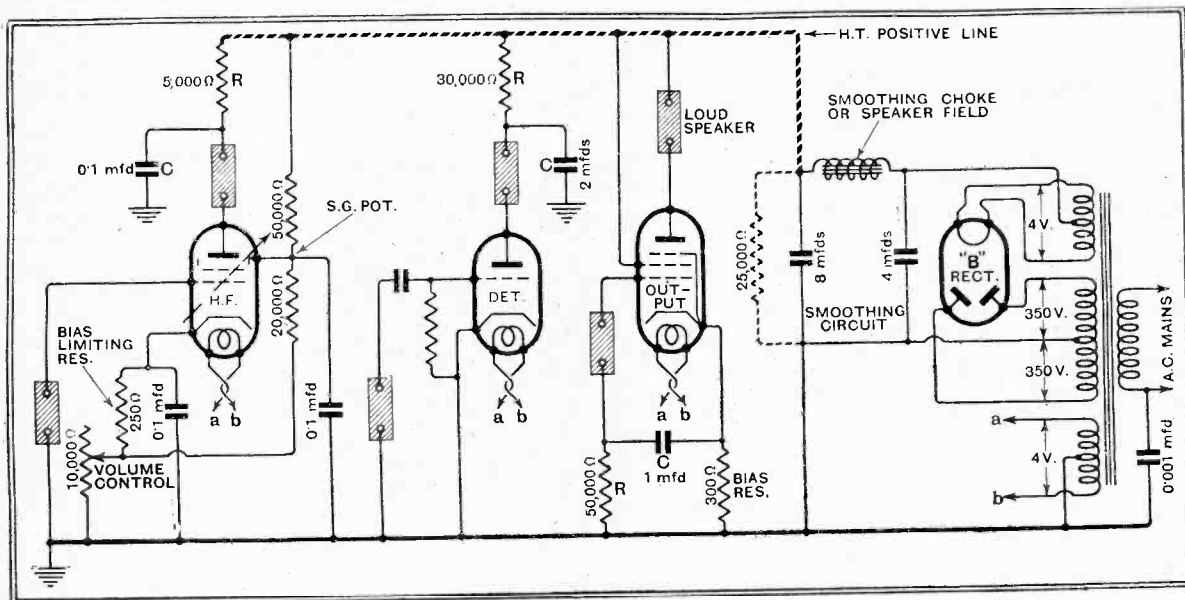 H.T. POSITIVE LINE
5,000Ω R
30,000Ω R
SMOOTHING CHOKE
OR SPEAKER FIELD
LOUD
SPEAKER
0·1 mfd C
C 2 mfds
50,000Ω
S.G. POT.
4 V.
25,000Ω
8 mfds
4 mfds
"B"
RECT.
H.F.
DET.
OUT-
PUT
20,000Ω
SMOOTHING
CIRCUIT
350 V.
350 V.
A.C. MAINS
BIAS
LIMITING
RES.
250Ω
0·1 mfd
0·1 mfd
a b
a b
a b
a
4 V.
b
10,000Ω
VOLUME
CONTROL
C
1 mfd
50,000Ω R
300Ω
BIAS
RES.
0·001 mfd